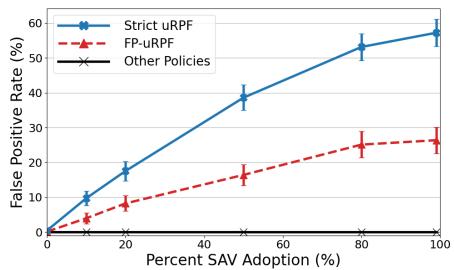 Strict uRPF
FP-uRPF
Other Policies
False Positive Rate (%)
60
50
40
30
20
10
0
0
20
40
60
80
100
Percent SAV Adoption (%)